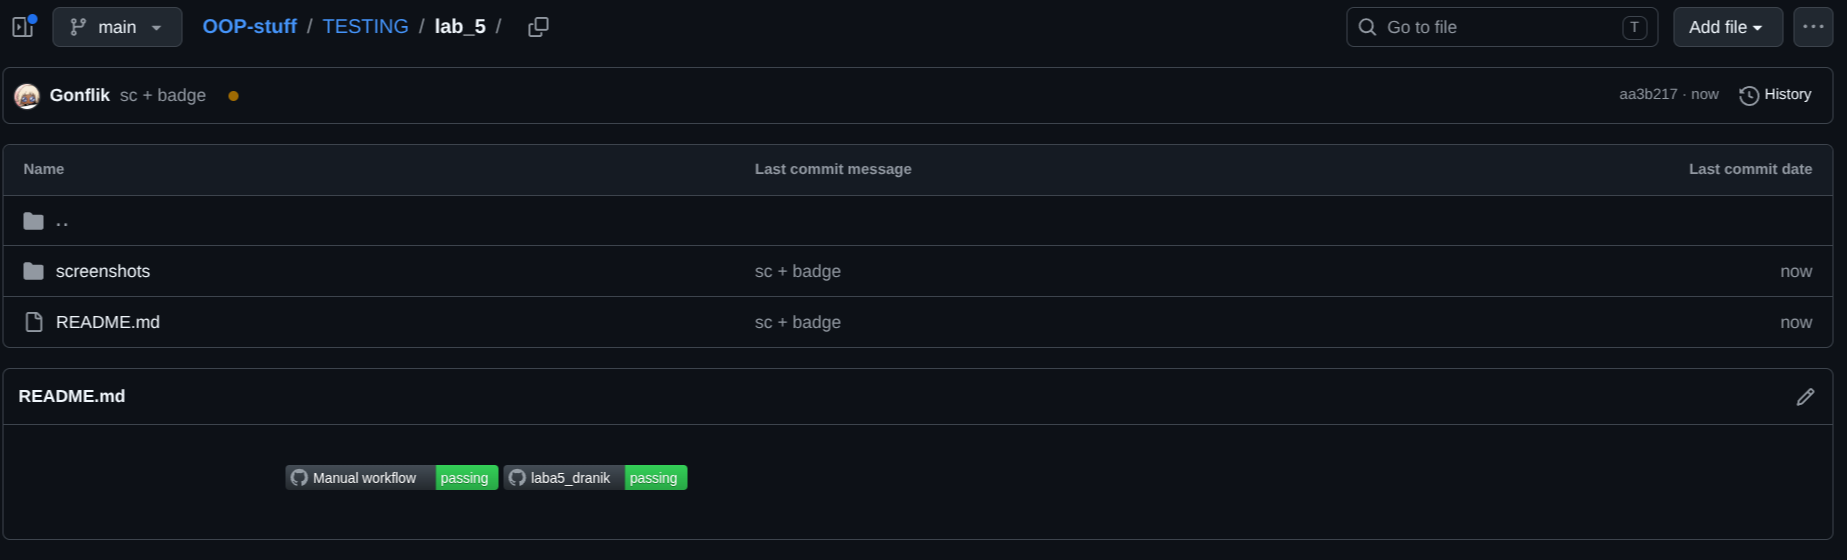 main OOP-stuff / TESTING / lab_5 / Go to file T Add file ...
Gonflik sc + badge aa3b217 · now History
Name Last commit message Last commit date
..
screenshots sc + badge now
README.md sc + badge now
README.md
Manual workflow passing laba5_dranik passing